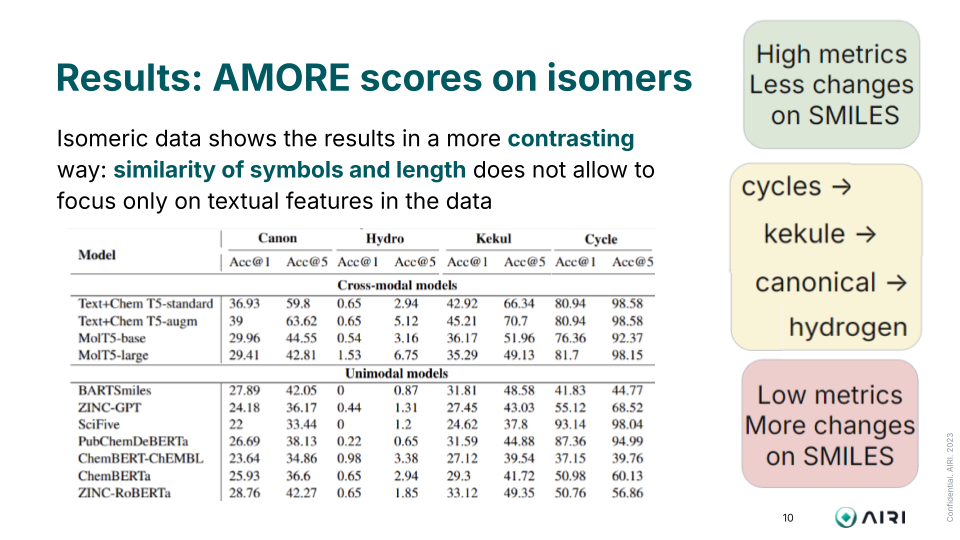 Results: AMORE scores on isomers
Isomeric data shows the results in a more contrasting
way: similarity of symbols and length does not allow to
focus only on textual features in the data
Model Canon Hydro Kekul Cycle
Acc@1 Acc@5 Acc@1 Acc@5 Acc@1 Acc@5 Acc@1 Acc@5
Cross-modal models
Text+Chem T5-standard 36.93 59.8 0.65 2.94 42.92 66.34 80.94 98.58
Text+Chem T5-augm 39 63.62 0.65 5.12 45.21 70.7 80.94 98.58
MolT5-base 29.96 44.55 0.54 3.16 36.17 51.96 76.36 92.37
MolT5-large 29.41 42.81 1.53 6.75 35.29 49.13 81.7 98.15
Unimodal models
BARTSmiles 27.89 42.05 0 0.87 31.81 48.58 41.83 44.77
ZINC-GPT 24.18 36.17 0.44 1.31 27.45 43.03 55.12 68.52
SciFive 22 33.44 0 1.2 24.62 37.8 93.14 98.04
PubChemDeBERTa 26.69 38.13 0.22 0.65 31.59 44.88 87.36 94.99
ChemBERT-ChEMBL 23.64 34.86 0.98 3.38 27.12 39.54 37.15 39.76
ChemBERTa 25.93 36.6 0.65 2.94 29.3 41.72 50.98 60.13
ZINC-RoBERTa 28.76 42.27 0.65 1.85 33.12 49.35 50.76 56.86
High metrics
Less changes
on SMILES
cycles →
kekule →
canonical →
hydrogen
Low metrics
More changes
on SMILES
10
AIRI
Confidential, AIRI, 2023